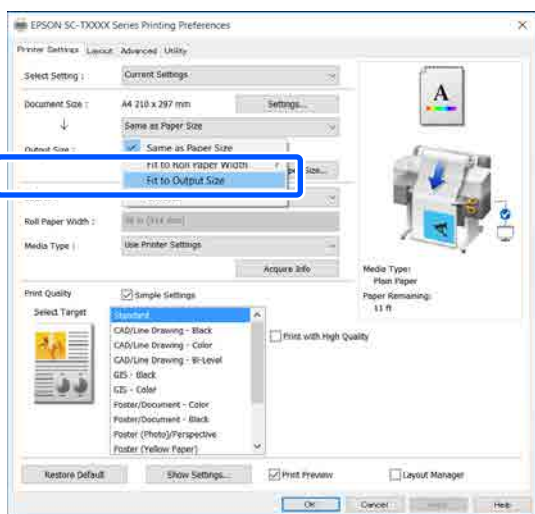 EPSON SC-TXXXX Series Printing Preferences
Printer Settings Layout Advanced Utility
Select Setting : Current Settings
Document Size : A4 210 x 297 mm Settings...
Same as Paper Size
Output Size : Same as Paper Size
Fit to Roll Paper Width
Fit to Output Size
Size...
Roll Paper Width :
Media Type : Use Printer Settings
Acquire Info
A
Media Type:
Plain Paper
Paper Remaining:
11 ft
Print Quality Simple Settings
Select Target
Standard
CAD/Line Drawing - Black
CAD/Line Drawing - Color
CAD/Line Drawing - Bi-Level
GIS - Black
GIS - Color
Poster/Document - Color
Poster/Document - Black
Poster (Photo)/Perspective
Poster (Yellow Paper)
Print with High Quality
Restore Default Show Settings... Print Preview Layout Manager
OK Cancel Help